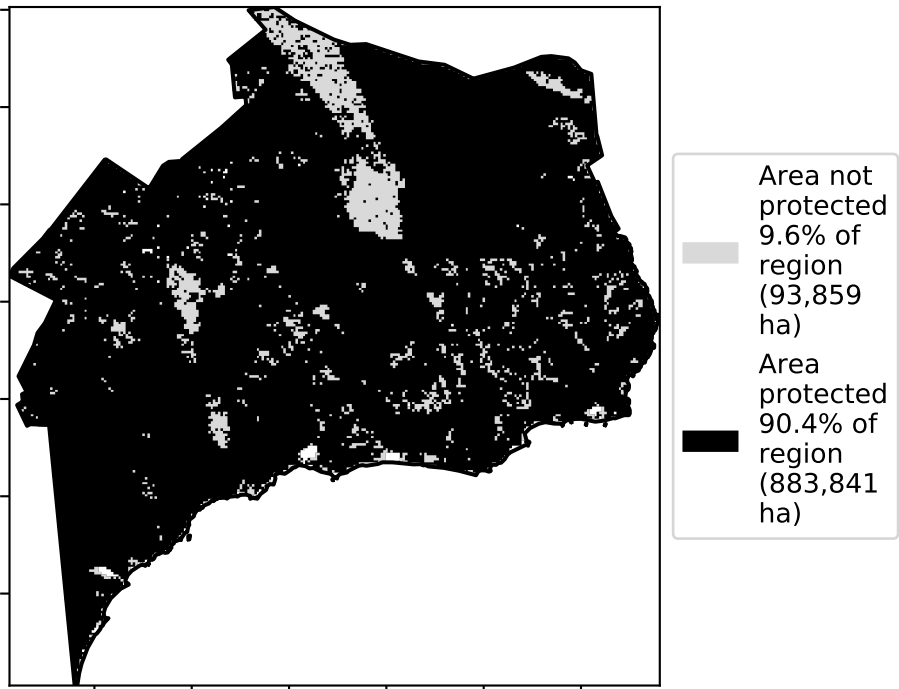 Area not
protected
9.6% of
region
(93,859
ha)
Area
protected
90.4% of
region
(883,841
ha)